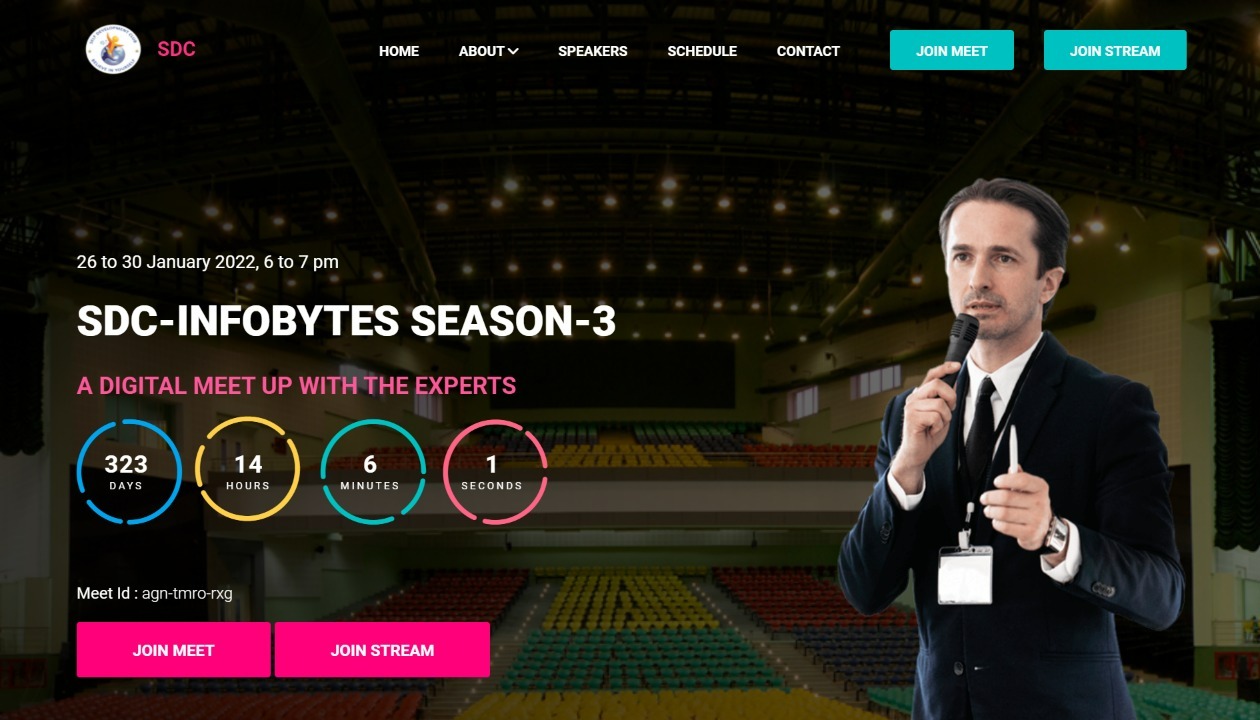 SDC
HOME
ABOUT
SPEAKERS
SCHEDULE
CONTACT
JOIN MEET
JOIN STREAM
26 to 30 January 2022, 6 to 7 pm
SDC-INFOBYTES SEASON-3
A DIGITAL MEET UP WITH THE EXPERTS
323
DAYS
14
HOURS
6
MINUTES
1
SECONDS
Meet Id : agn-tmro-rxg
JOIN MEET
JOIN STREAM